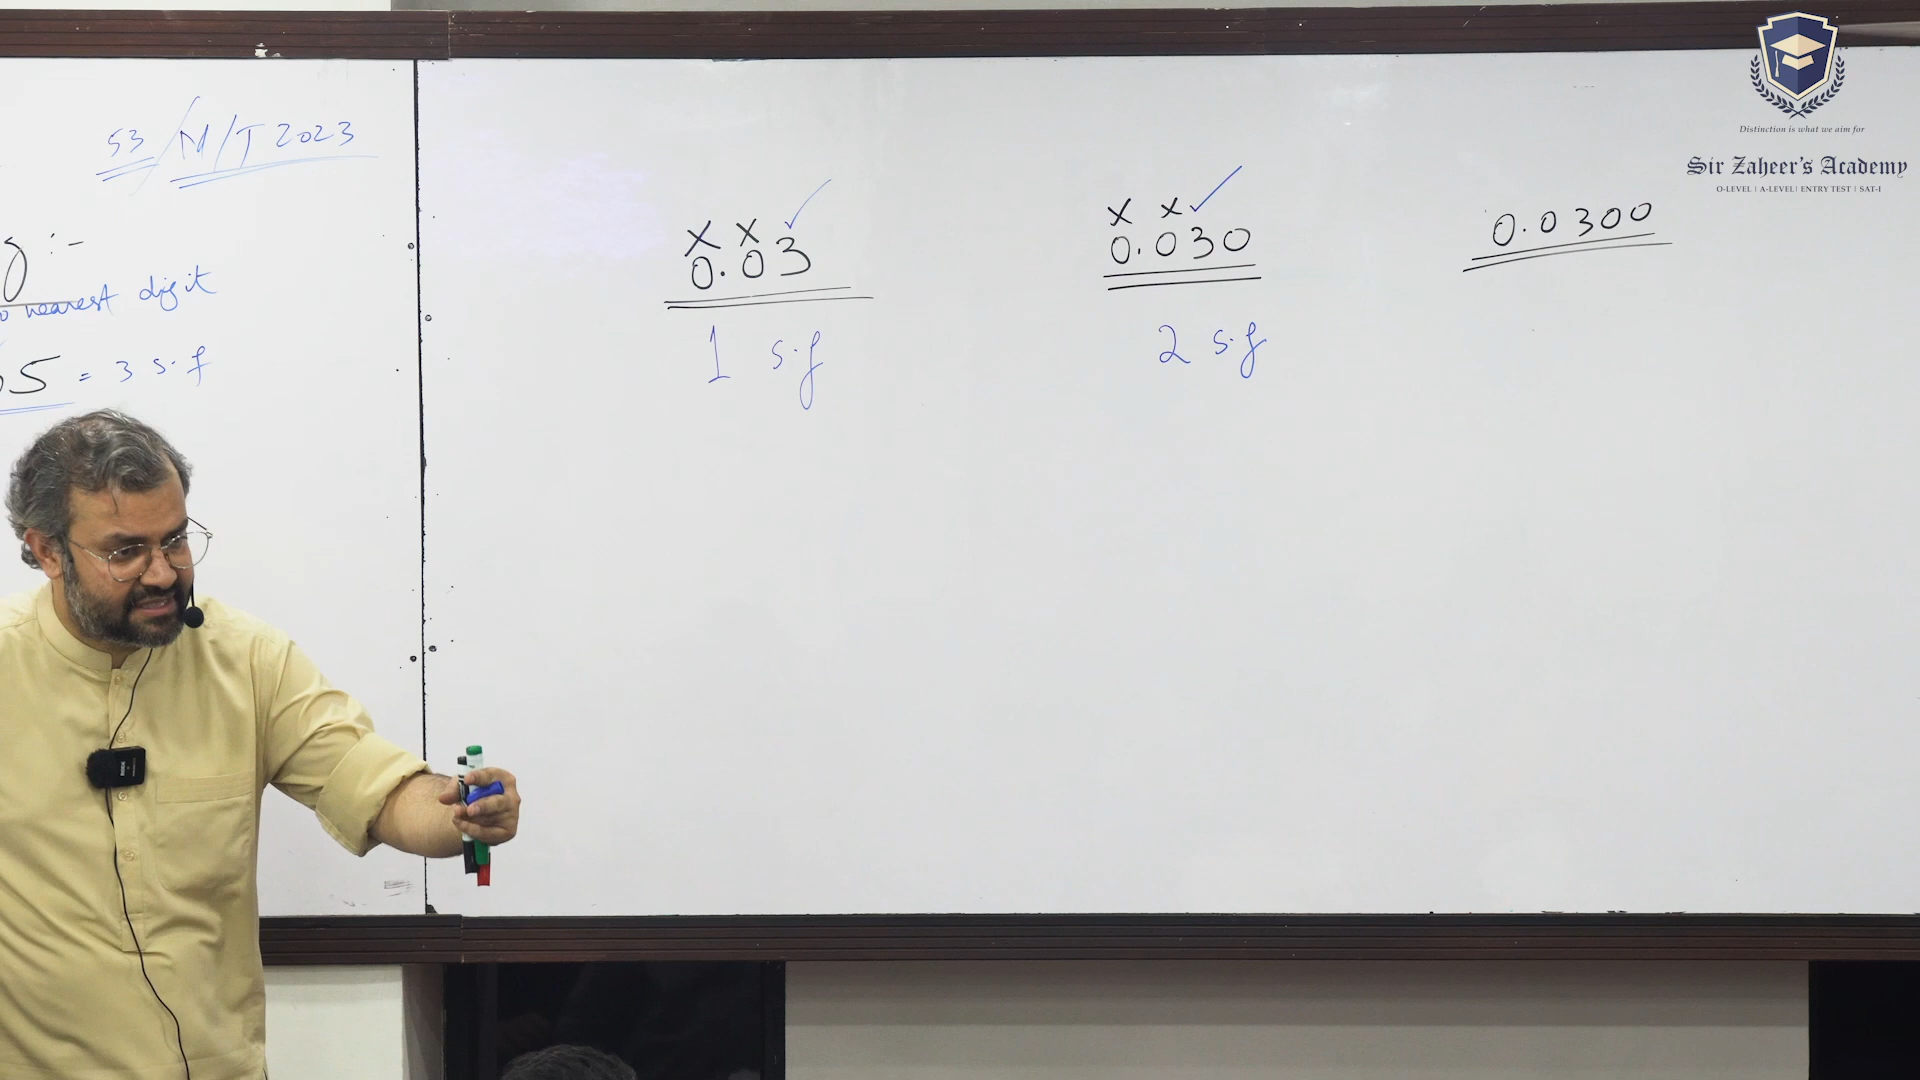 53 / M/T 2023
g :-
o nearest digit
5 = 3 s.f
x x ✓
0.03
1 s.f
x x ✓
0.030
2 s.f
0.0300
Distinction is what we aim for
Sir Zaheer's Academy
O-LEVEL | A-LEVEL | ENTRY TEST | SAT-I